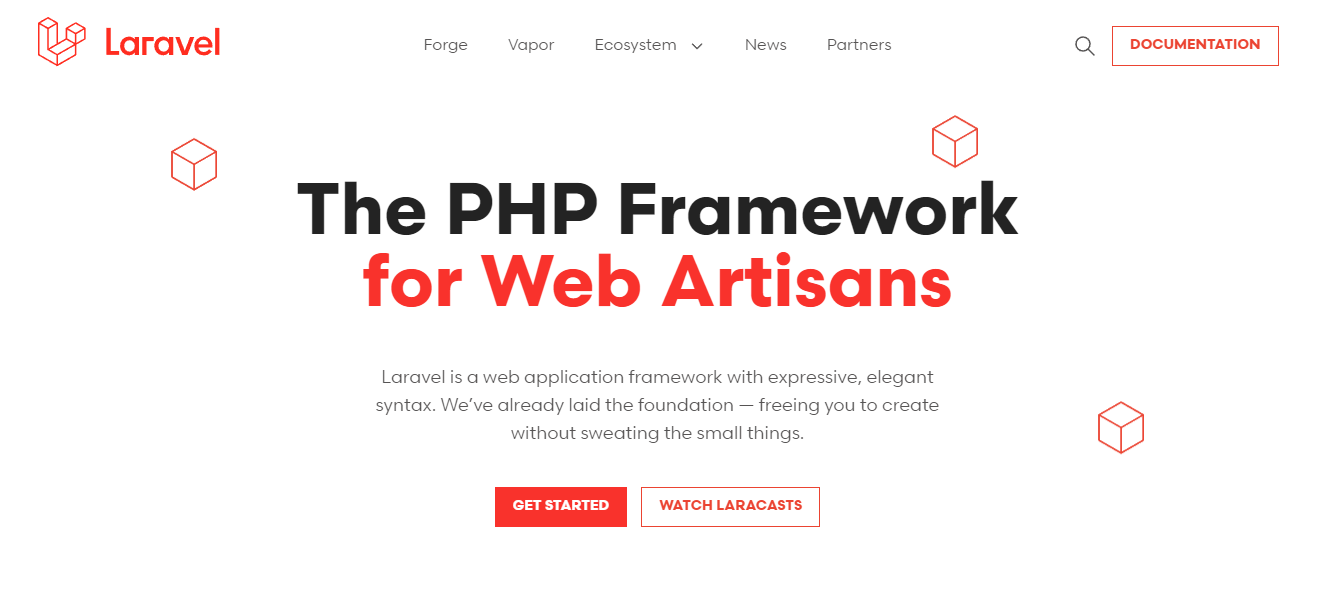 Laravel
Forge
Vapor
Ecosystem
News
Partners
DOCUMENTATION
The PHP Framework
for Web Artisans
Laravel is a web application framework with expressive, elegant
syntax. We’ve already laid the foundation — freeing you to create
without sweating the small things.
GET STARTED
WATCH LARACASTS